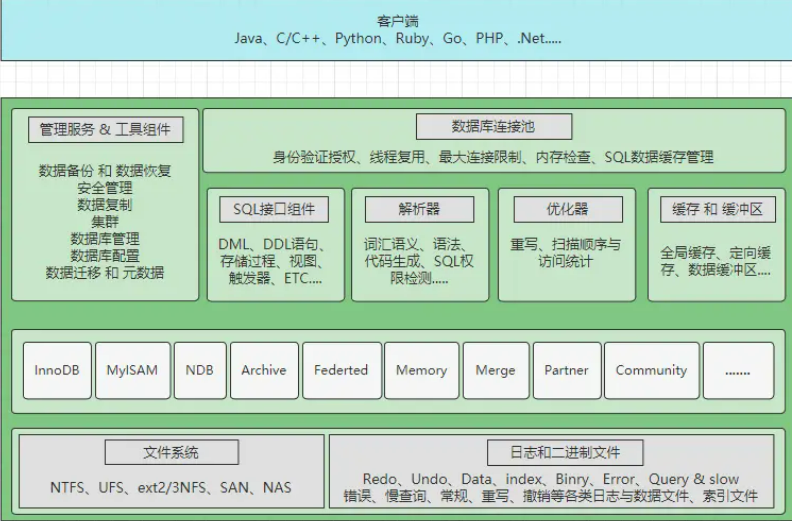 客户端
Java、C/C++、Python、Ruby、Go、PHP、.Net.....
管理服务 & 工具组件
数据备份 和 数据恢复
安全管理
数据复制
集群
数据库管理
数据库配置
数据迁移 和 元数据
数据库连接池
身份验证授权、线程复用、最大连接限制、内存检查、SQL数据缓存管理
SQL接口组件
DML、DDL语句、
存储过程、视图、
触发器、ETC....
解析器
词汇语义、语法、
代码生成、SQL权
限检测.....
优化器
重写、扫描顺序与
访问统计
缓存 和 缓冲区
全局缓存、定向缓
存、数据缓冲区....
InnoDB
MyISAM
NDB
Archive
Federted
Memory
Merge
Partner
Community
.......
文件系统
NTFS、UFS、ext2/3NFS、SAN、NAS
日志和二进制文件
Redo、Undo、Data、index、Binry、Error、Query & slow
错误、慢查询、常规、重写、撤销等各类日志与数据文件、索引文件